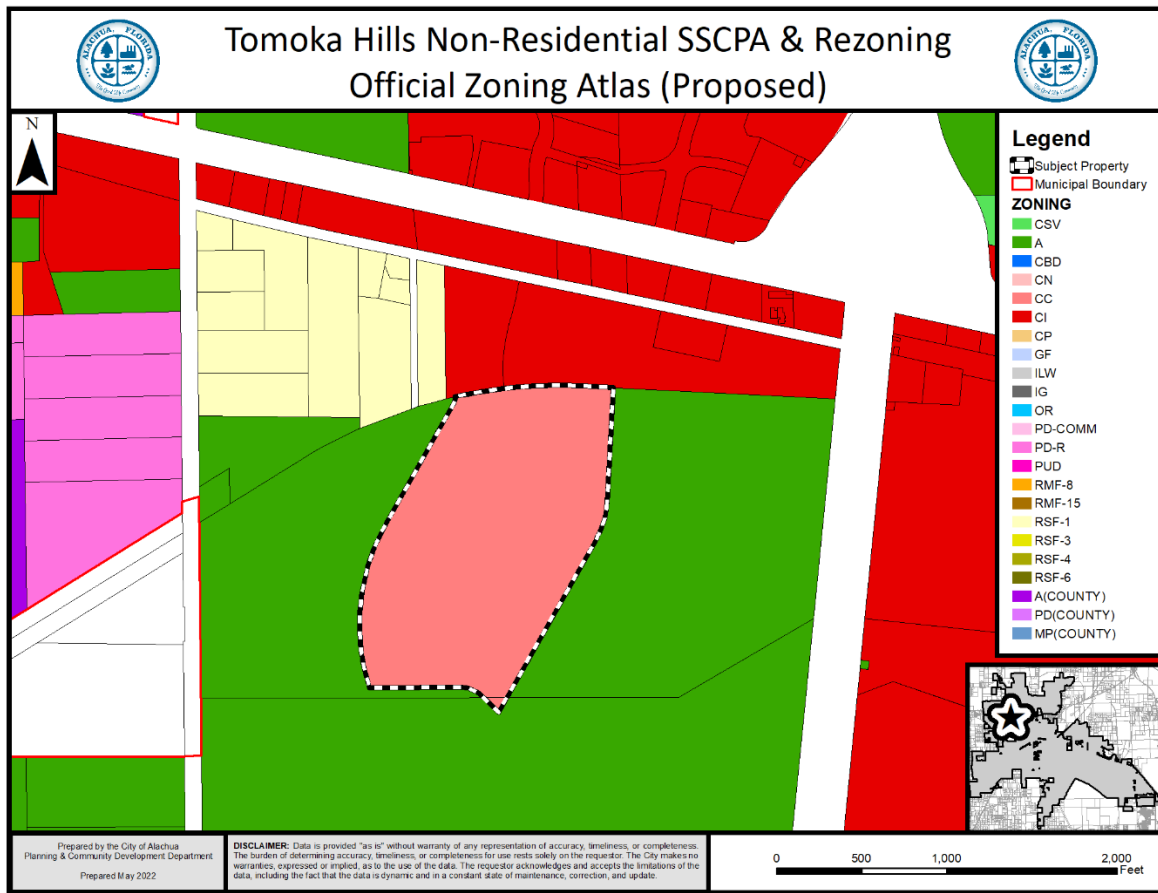 Tomoka Hills Non-Residential SSCPA & Rezoning
Official Zoning Atlas (Proposed)
ALACHUA, FLORIDA
ALACHUA, FLORIDA
N
Legend
Subject Property
Municipal Boundary
ZONING
CSV
A
CBD
CN
CC
CI
CP
GF
ILW
IG
OR
PD-COMM
PD-R
PUD
RMF-8
RMF-15
RSF-1
RSF-3
RSF-4
RSF-6
A(COUNTY)
PD(COUNTY)
MP(COUNTY)
Prepared by the City of Alachua
Planning & Community Development Department
Prepared May 2022
DISCLAIMER: Data is provided "as is" without warranty of any representation of accuracy, timeliness, or completeness.
The burden of determining accuracy, timeliness, or completeness for use rests solely on the requestor. The City makes no
warranties, expressed or implied, as to the use of the data. The requestor acknowledges and accepts the limitations of the
data, including the fact that the data is dynamic and in a constant state of maintenance, correction, and update.
0 500 1,000 2,000
Feet